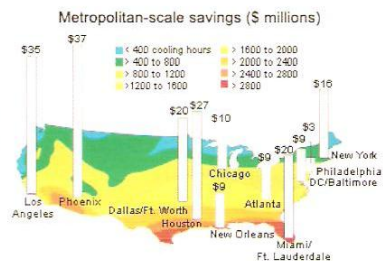 Metropolitan-scale savings ($ millions)
< 400 cooling hours
> 400 to 800
> 800 to 1200
>1200 to 1600
> 1600 to 2000
> 2000 to 2400
> 2400 to 2800
> 2800
$35
$37
$20
$27
$10
$9
$9
$20
$9
$3
$16
Los
Angeles
Phoenix
Dallas/Ft. Worth
Houston
Chicago
New Orleans
Atlanta
Miami/
Ft. Lauderdale
New York
Philadelphia
DC/Baltimore